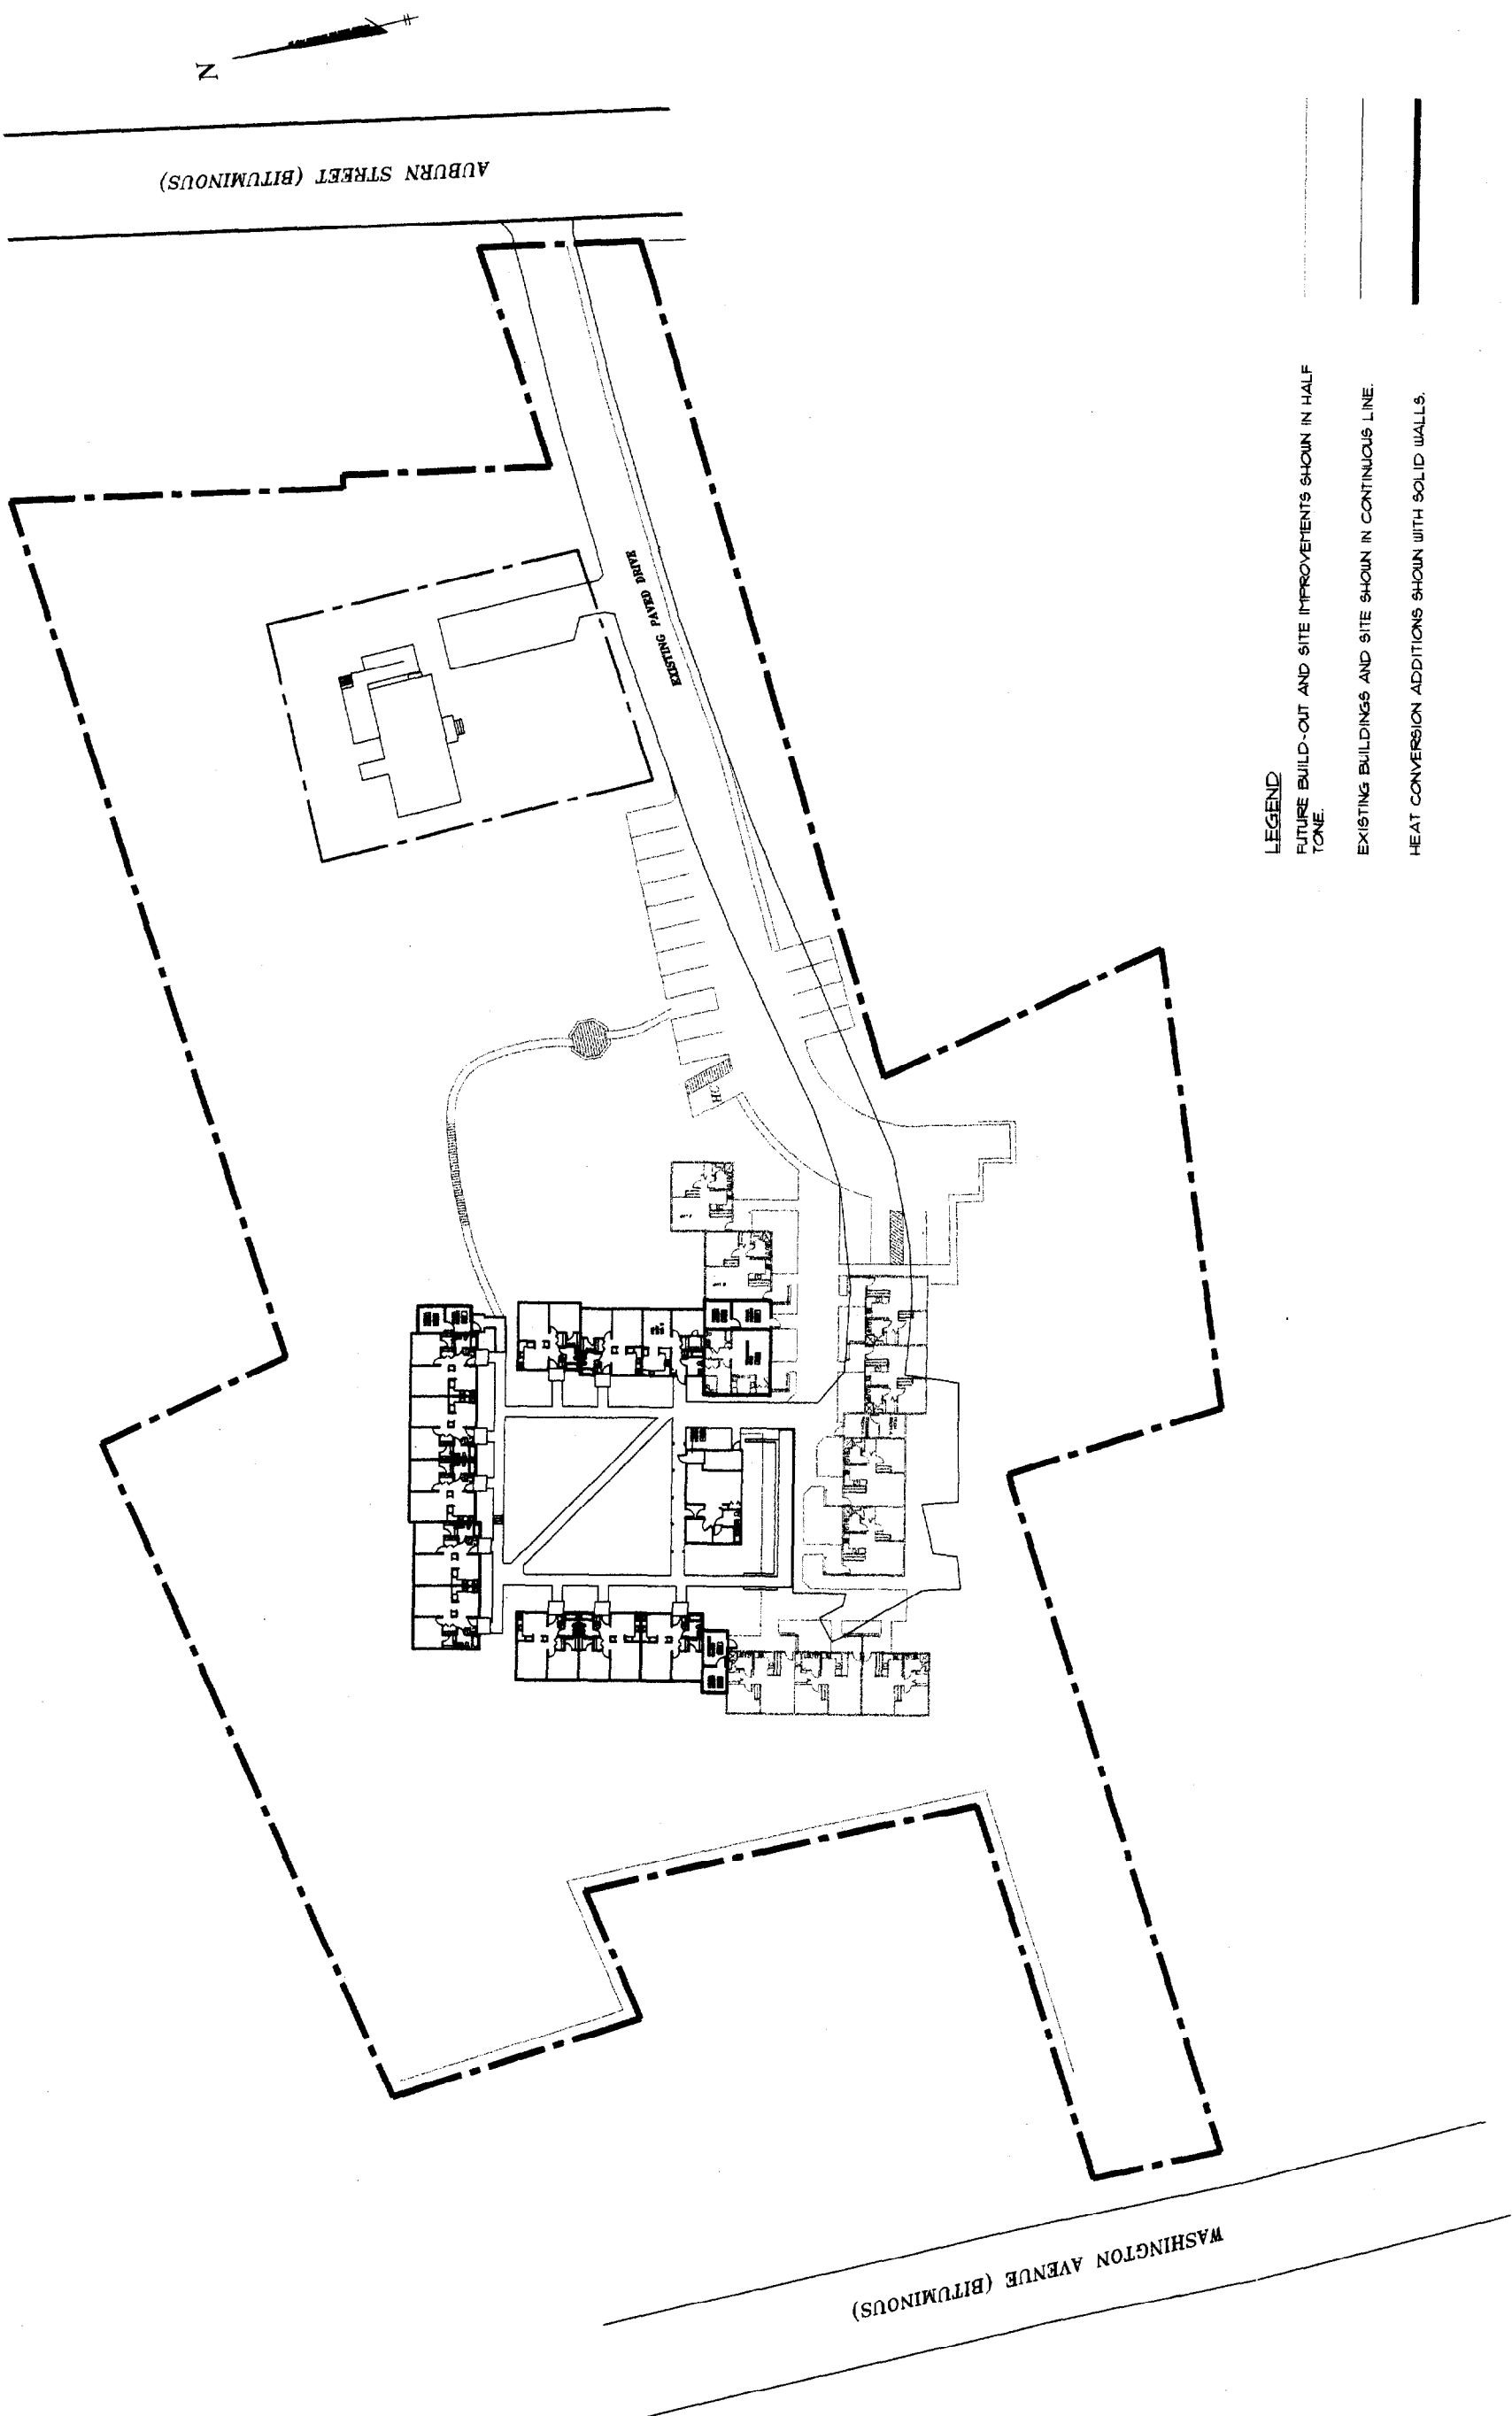 N
AUBURN STREET (BITUMINOUS)
EXISTING PAVED DRIVE
HC
LEGEND
FUTURE BUILD-OUT AND SITE IMPROVEMENTS SHOWN IN HALF
TONE.
EXISTING BUILDINGS AND SITE SHOWN IN CONTINUOUS LINE.
HEAT CONVERSION ADDITIONS SHOWN WITH SOLID WALLS.
WASHINGTON AVENUE (BITUMINOUS)